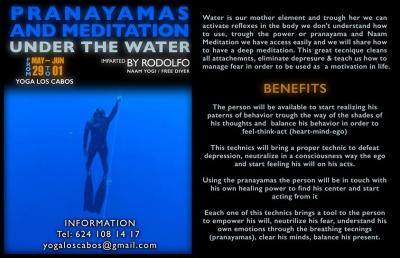 PRANAYAMAS
AND MEDITATION
UNDER THE WATER
FROM
MAY- JUN
29 TO 01
IMPARTED BY RODOLFO
NAAM YOGI / FREE DIVER
YOGA LOS CABOS
INFORMATION
Tel: 624 108 14 17
yogaloscabos@gmail.com
Water is our mother element and trough her we can
activate reflexes in the body we don't understand how
to use, trough the power or pranayama and Naam
Meditation we have access easily and we will share how
to have a deep meditation. This great tecnique cleans
all attachemnts, eliminate depresure & teach us how to
manage fear in order to be used as a motivation in life.
BENEFITS
The person will be available to start realizing his
paterns of behavior trough the way of the shades of
his thoughts and balance his behavior in order to
feel-think-act (heart-mind-ego)
This technics will bring a proper technic to defeat
depression, neutralize in a consciousness way the ego
and start feeling his will on his acts.
Using the pranayamas the person will be in touch with
his own healing power to find his center and start
acting from it
Eeach one of this technics brings a tool to the person
to empower his will, neutrilize his fear, understand his
own emotions through the breathing tecnings
(pranayamas), clear his minds, balance his present.